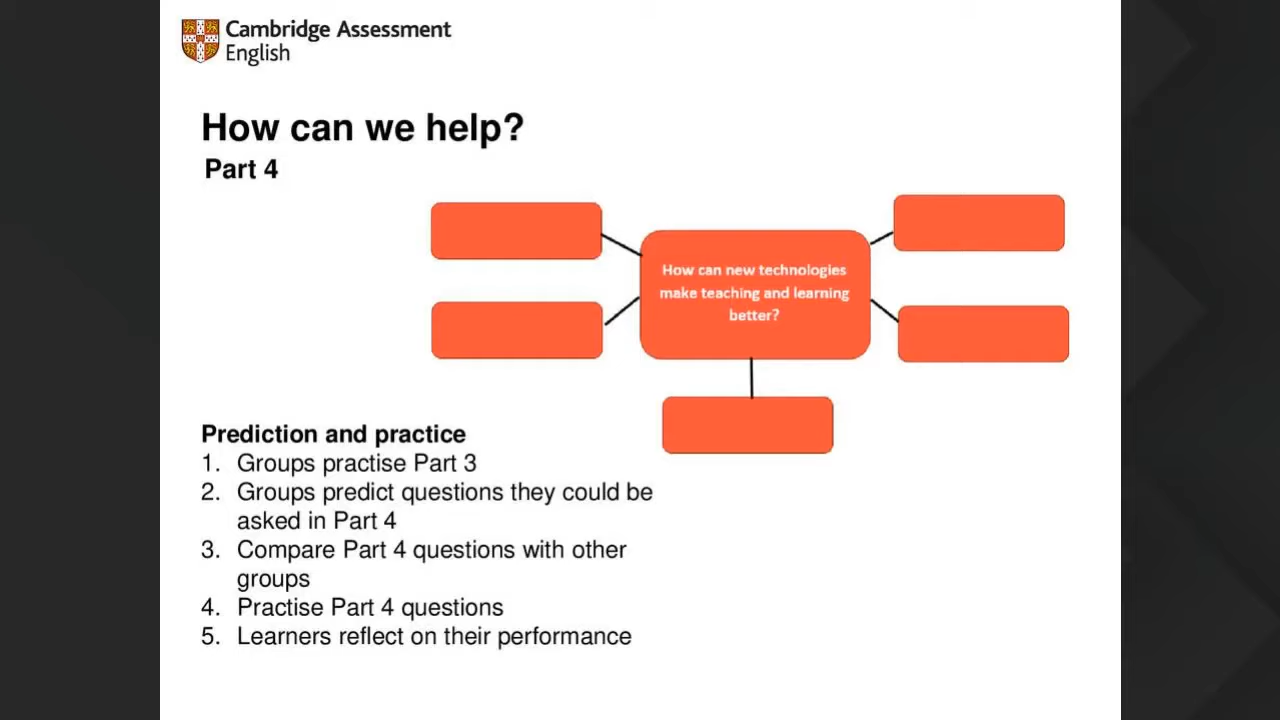 Cambridge Assessment
English
How can we help?
Part 4
How can new technologies
make teaching and learning
better?
Prediction and practice
1. Groups practise Part 3
2. Groups predict questions they could be
asked in Part 4
3. Compare Part 4 questions with other
groups
4. Practise Part 4 questions
5. Learners reflect on their performance